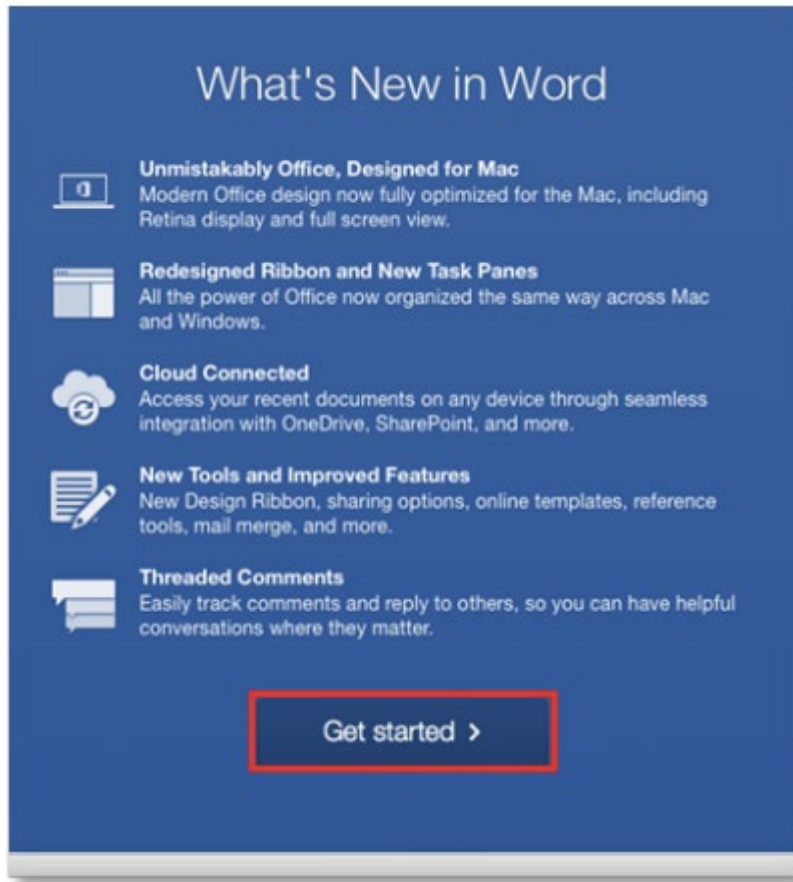 What's New in Word
Unmistakably Office, Designed for Mac
Modern Office design now fully optimized for the Mac, including
Retina display and full screen view.
Redesigned Ribbon and New Task Panes
All the power of Office now organized the same way across Mac
and Windows.
Cloud Connected
Access your recent documents on any device through seamless
integration with OneDrive, SharePoint, and more.
New Tools and Improved Features
New Design Ribbon, sharing options, online templates, reference
tools, mail merge, and more.
Threaded Comments
Easily track comments and reply to others, so you can have helpful
conversations where they matter.
Get started >